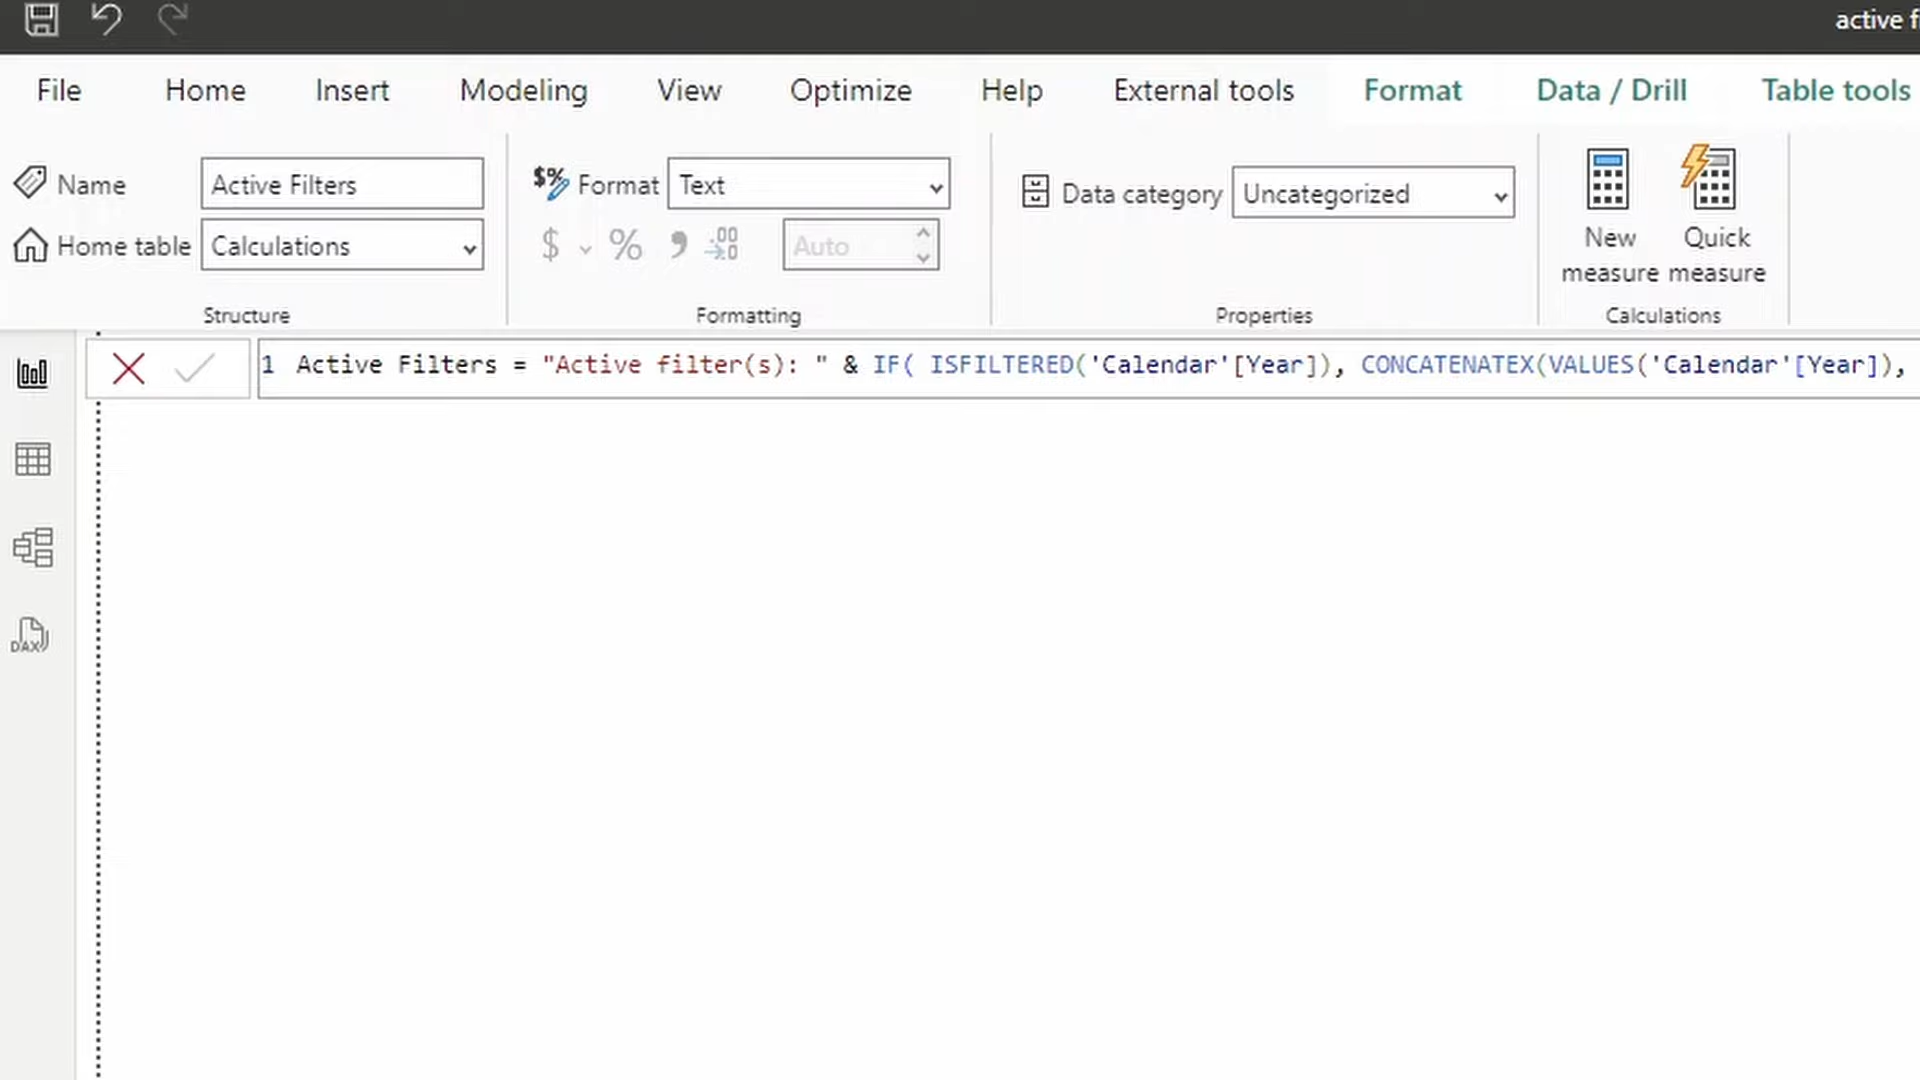 active f
File Home Insert Modeling View Optimize Help External tools Format Data / Drill Table tools
Name Active Filters
Home table Calculations
Structure
$% Format Text
$ % , .00 →.0 Auto
Formatting
Data category Uncategorized
Properties
New measure
Quick measure
Calculations
1 Active Filters = "Active filter(s): " & IF( ISFILTERED('Calendar'[Year]), CONCATENATEX(VALUES('Calendar'[Year]),
DAX